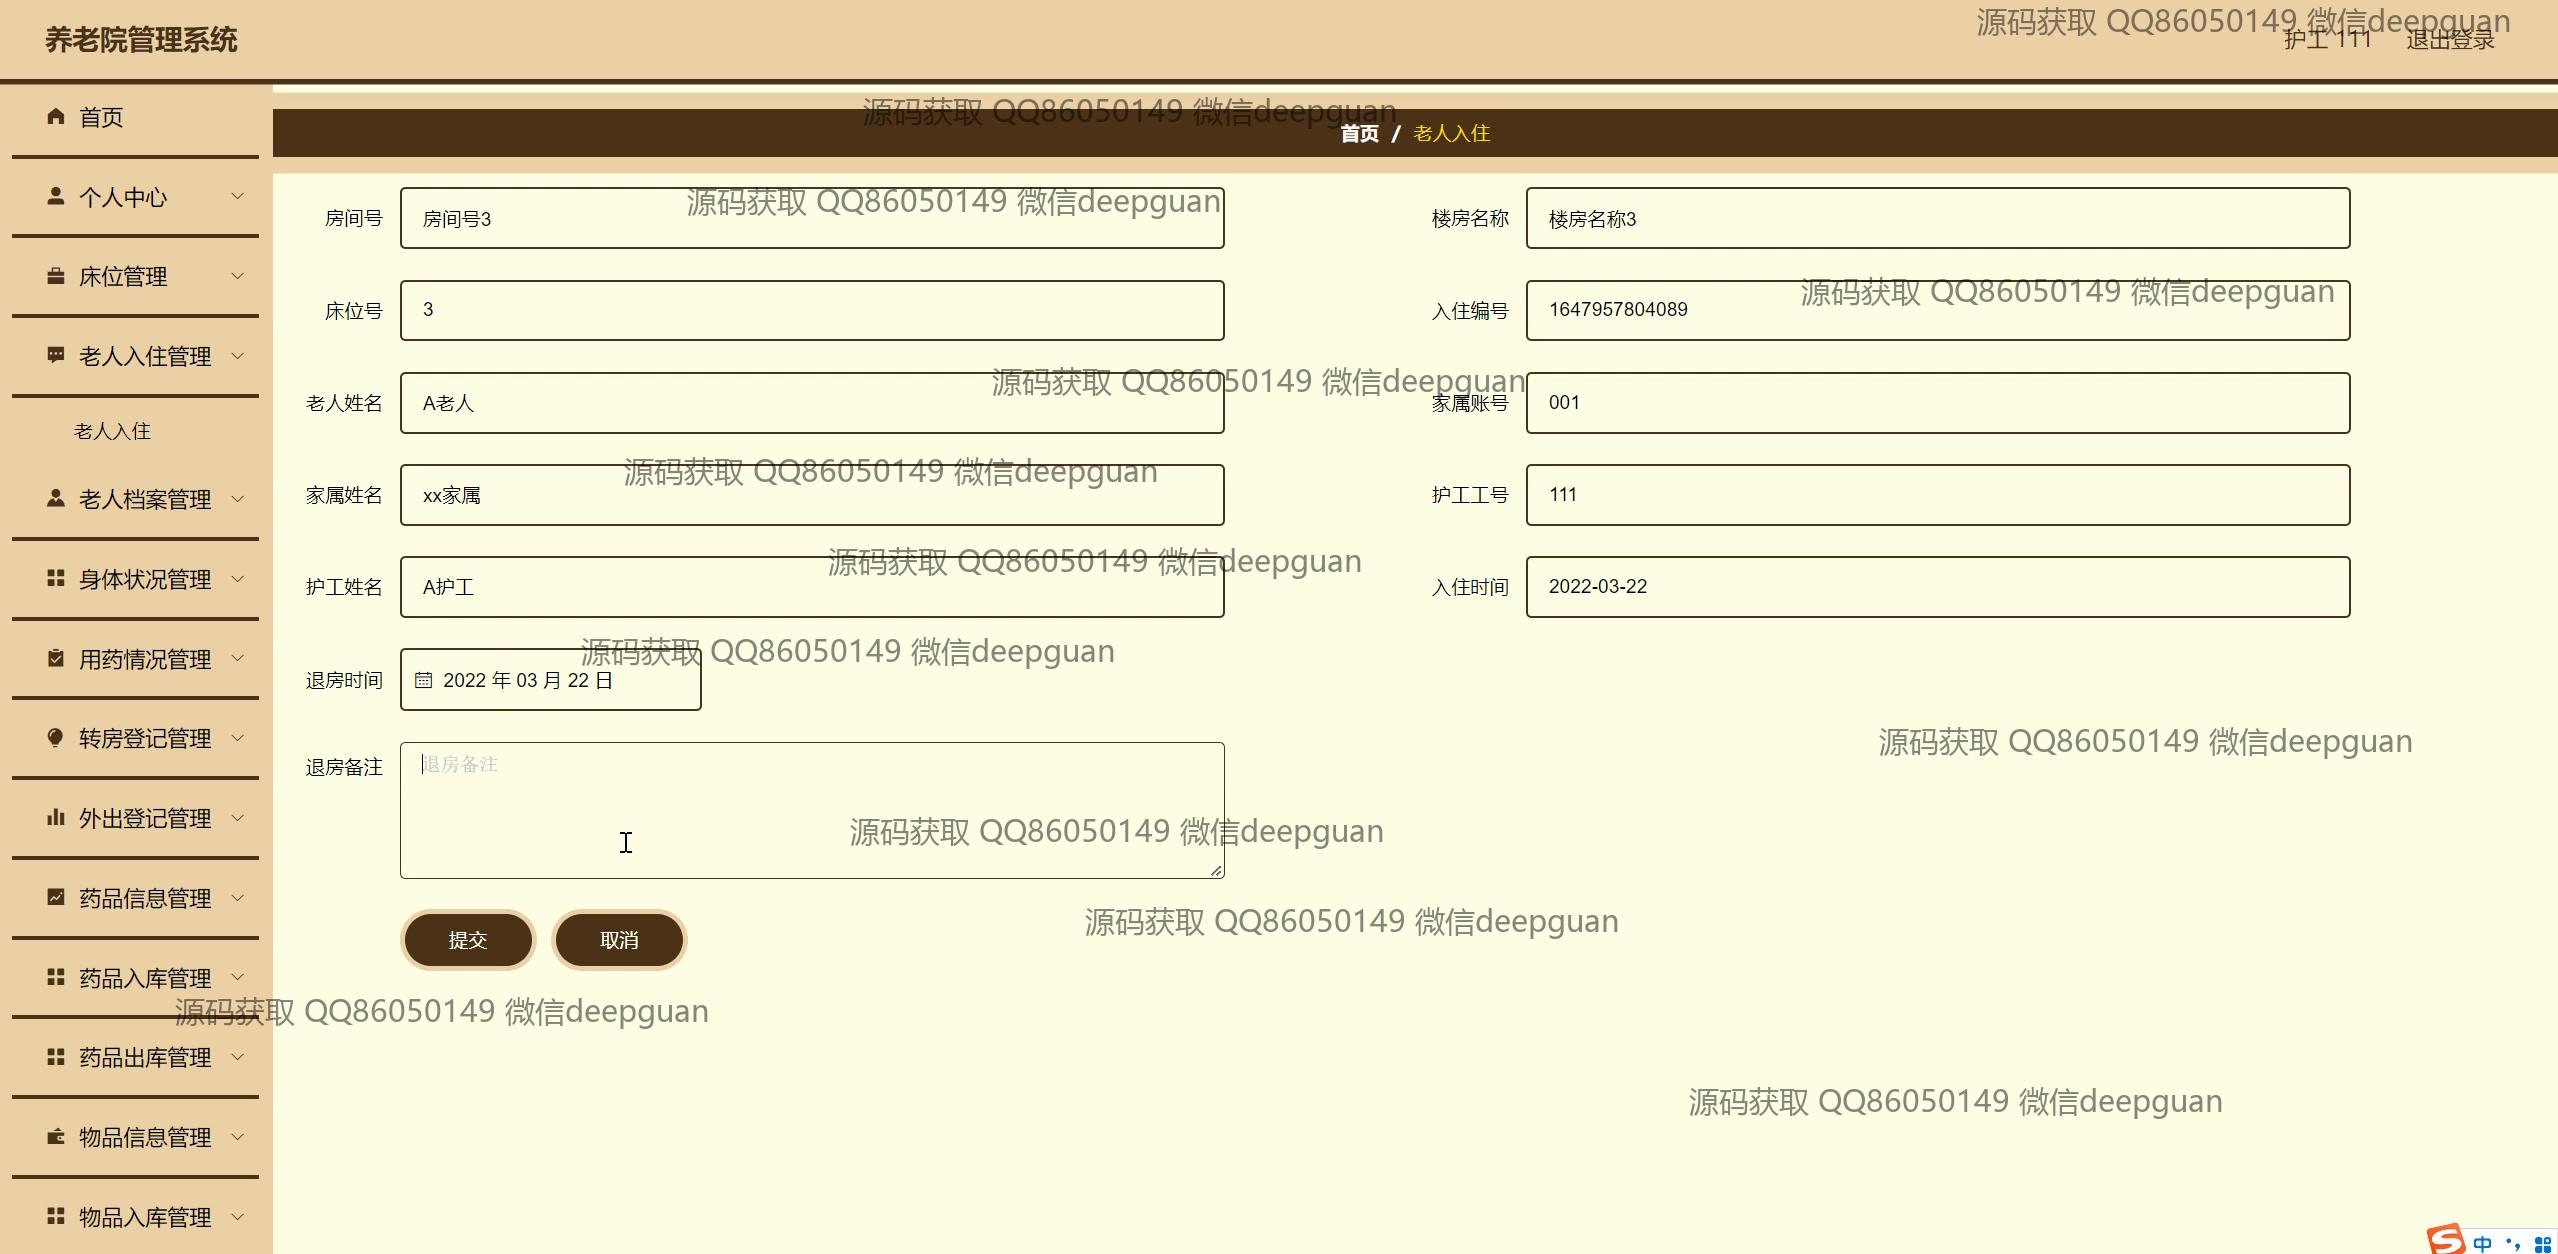 养老院管理系统
源码获取 QQ86050149 微信deepguan
护工 111
退出登录
首页
个人中心
床位管理
老人入住管理
老人入住
老人档案管理
身体状况管理
用药情况管理
转房登记管理
外出登记管理
药品信息管理
药品入库管理
药品出库管理
物品信息管理
物品入库管理
源码获取 QQ86050149 微信deepguan
首页 / 老人入住
源码获取 QQ86050149 微信deepguan
房间号 房间号3
楼房名称 楼房名称3
源码获取 QQ86050149 微信deepguan
床位号 3
入住编号 1647957804089
源码获取 QQ86050149 微信deepguan
老人姓名 A老人
家属账号 001
源码获取 QQ86050149 微信deepguan
家属姓名 xx家属
护工工号 111
源码获取 QQ86050149 微信deepguan
护工姓名 A护工
入住时间 2022-03-22
源码获取 QQ86050149 微信deepguan
退房时间 2022 年 03 月 22 日
源码获取 QQ86050149 微信deepguan
退房备注 退房备注
源码获取 QQ86050149 微信deepguan
源码获取 QQ86050149 微信deepguan
提交 取消
源码获取 QQ86050149 微信deepguan
源码获取 QQ86050149 微信deepguan
S 中